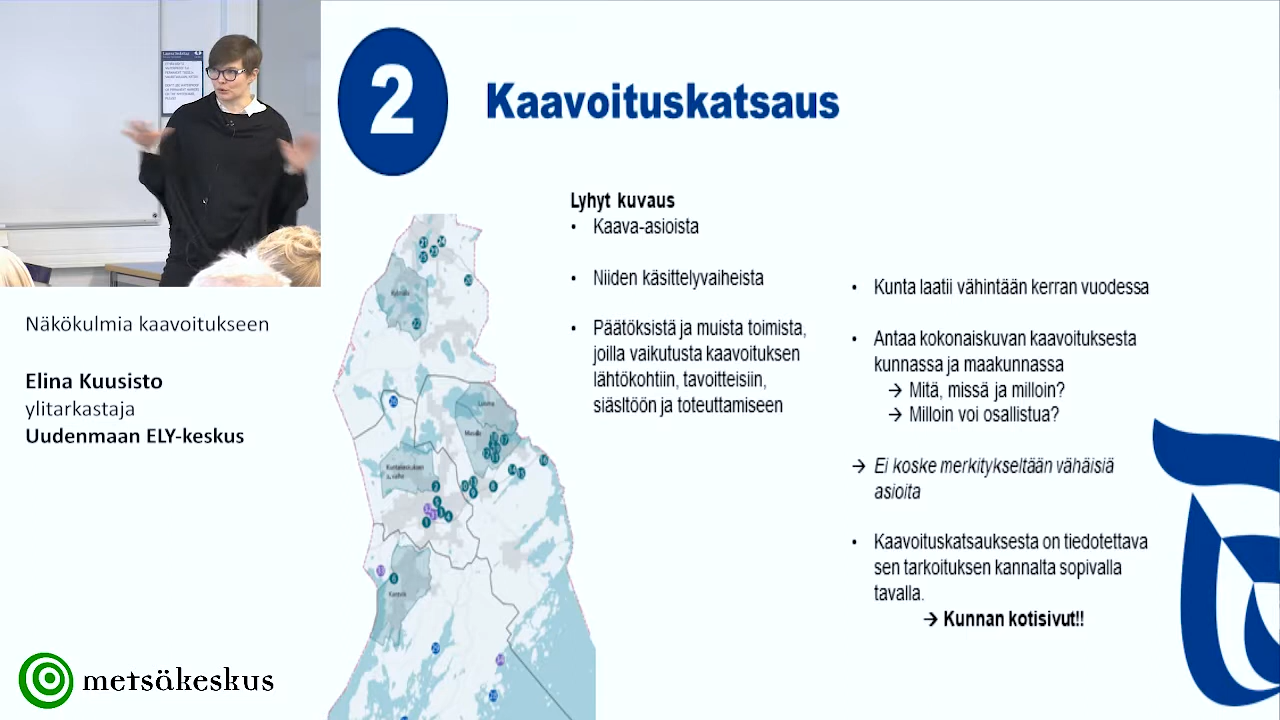 2
Kaavoituskatsaus
Lyhyt kuvaus
• Kaava-asioista
• Niiden käsittelyvaiheista
• Päätöksistä ja muista toimista,
joilla vaikutusta kaavoituksen
lähtökohtiin, tavoitteisiin,
siäsltöön ja toteuttamiseen
• Kunta laatii vähintään kerran vuodessa
• Antaa kokonaiskuvan kaavoituksesta
kunnassa ja maakunnassa
→ Mitä, missä ja milloin?
→ Milloin voi osallistua?
→ Ei koske merkitykseltään vähäisiä
asioita
• Kaavoituskatsauksesta on tiedotettava
sen tarkoituksen kannalta sopivalla
tavalla.
→ Kunnan kotisivut!!
Näkökulmia kaavoitukseen
Elina Kuusisto
ylitarkastaja
Uudenmaan ELY-keskus
metsäkeskus